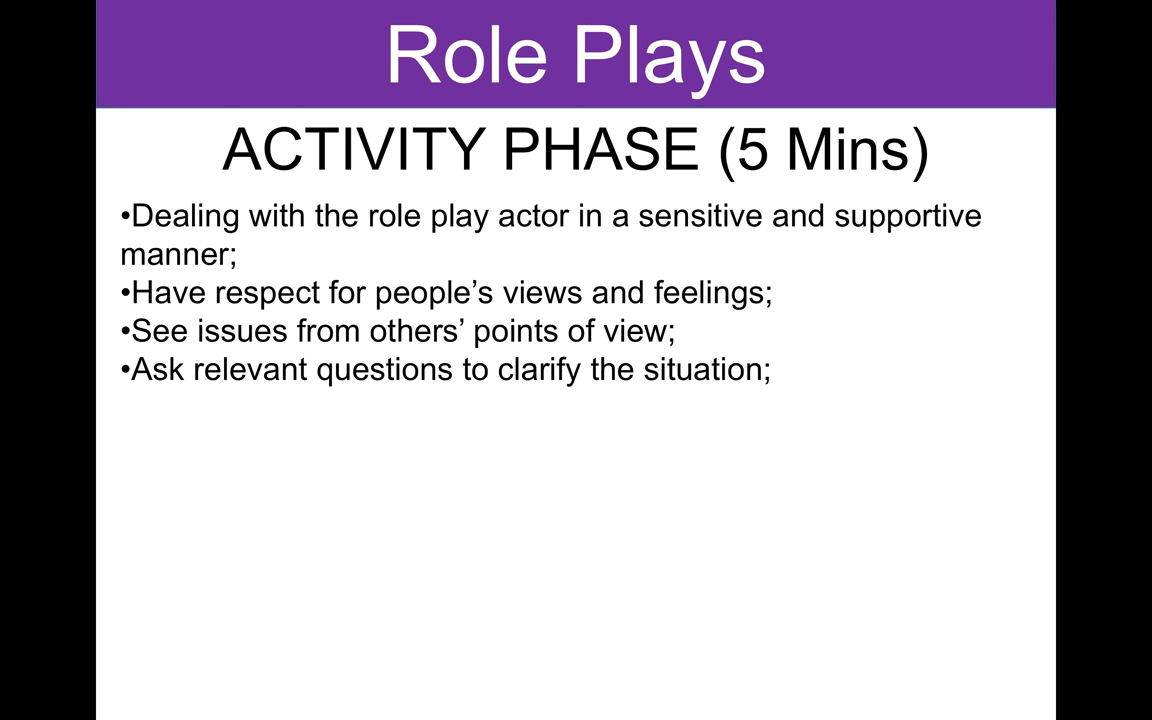 Role Plays
ACTIVITY PHASE (5 Mins)
•Dealing with the role play actor in a sensitive and supportive
manner;
•Have respect for people’s views and feelings;
•See issues from others’ points of view;
•Ask relevant questions to clarify the situation;